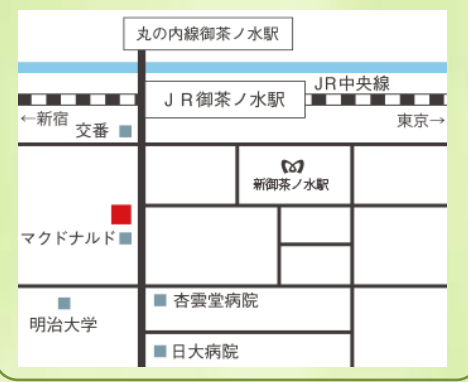 丸の内線御茶ノ水駅
JR中央線
JR御茶ノ水駅
←新宿
東京→
交番
新御茶ノ水駅
マクドナルド
杏雲堂病院
明治大学
日大病院